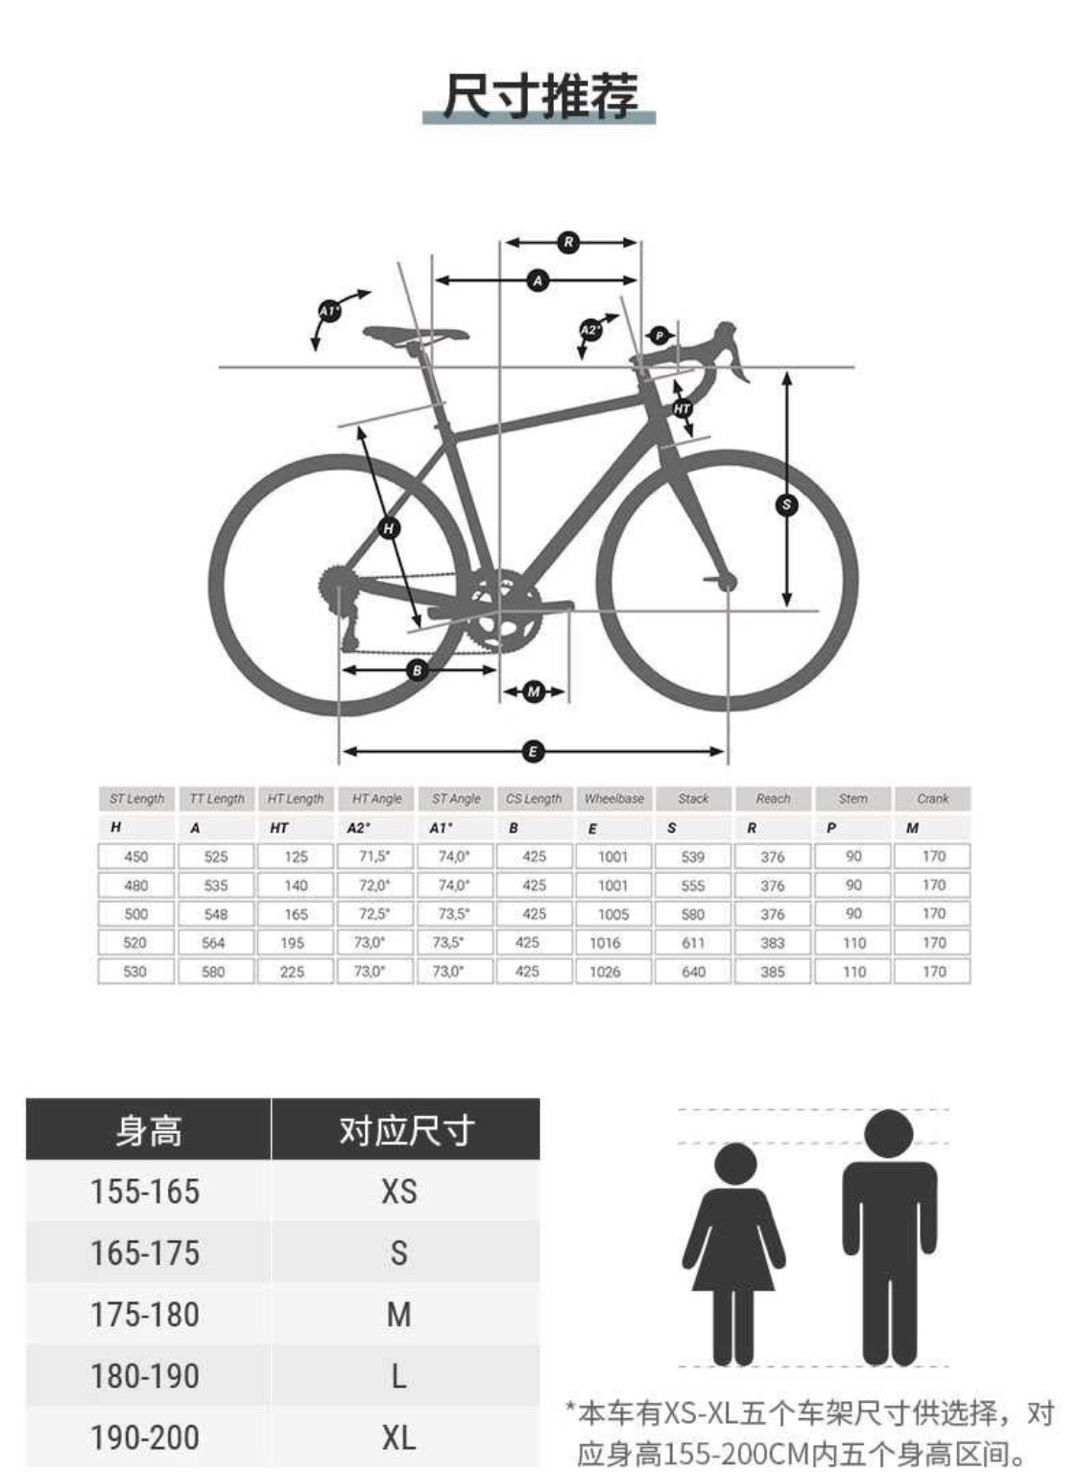 尺寸推荐
R
A
A1°
A2°
P
HT
S
H
B
M
E
ST Length TT Length HT Length HT Angle ST Angle CS Length Wheelbase Stack Reach Stem Crank
H A HT A2° A1° B E S R P M
450 525 125 71,5° 74,0° 425 1001 539 376 90 170
480 535 140 72,0° 74,0° 425 1001 555 376 90 170
500 548 165 72,5° 73,5° 425 1005 580 376 90 170
520 564 195 73,0° 73,5° 425 1016 611 383 110 170
530 580 225 73,0° 73,0° 425 1026 640 385 110 170
身高 对应尺寸
155-165 XS
165-175 S
175-180 M
180-190 L
190-200 XL
*本车有XS-XL五个车架尺寸供选择，对
应身高155-200CM内五个身高区间。